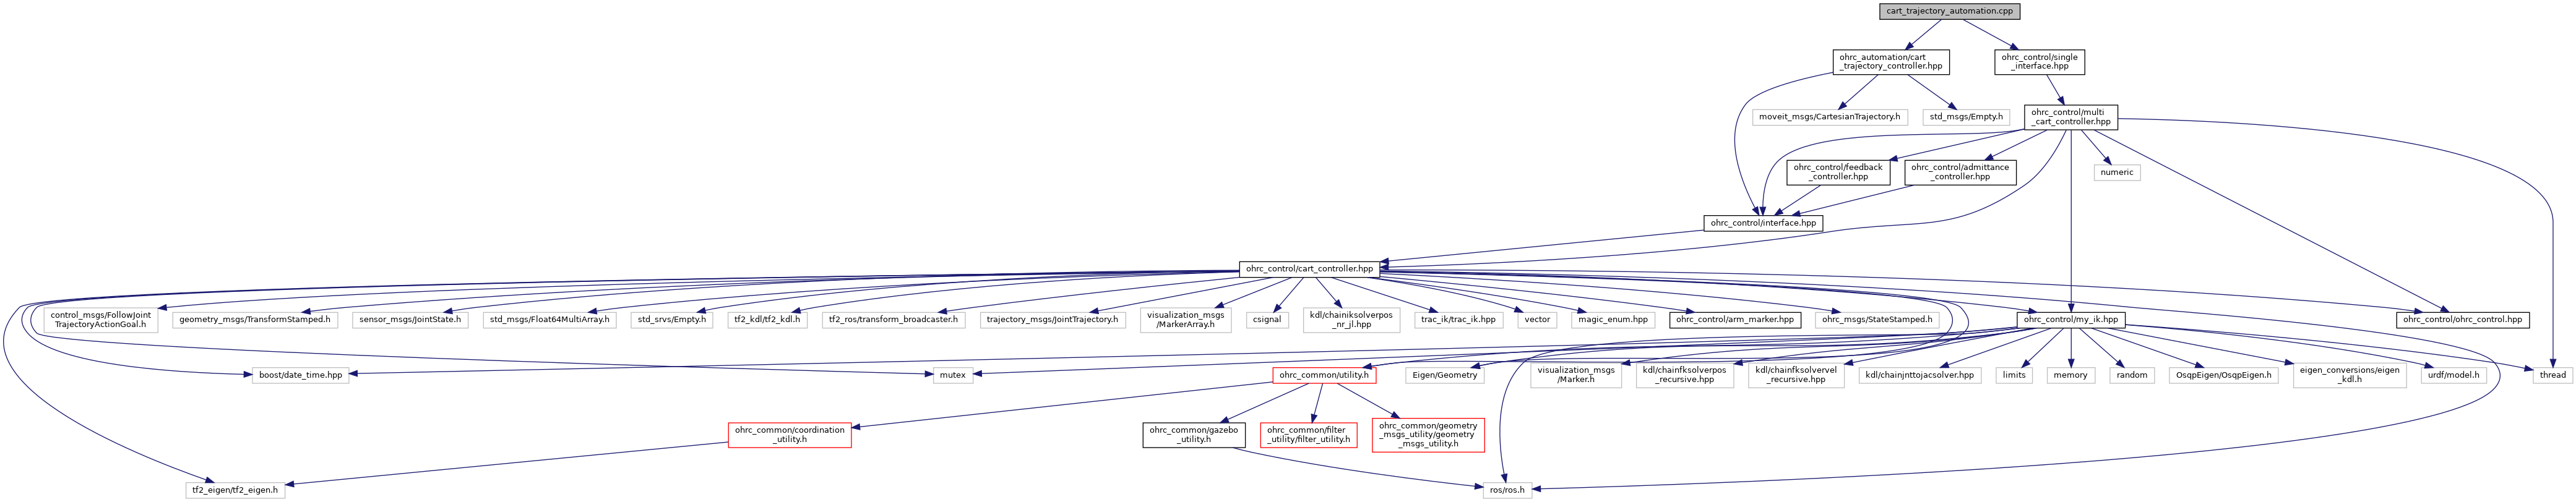 cart_trajectory_automation.cpp
ohrc_automation/cart
_trajectory_controller.hpp
ohrc_control/single
_interface.hpp
moveit_msgs/CartesianTrajectory.h
std_msgs/Empty.h
ohrc_control/multi
_cart_controller.hpp
ohrc_control/feedback
_controller.hpp
ohrc_control/admittance
_controller.hpp
numeric
ohrc_control/interface.hpp
ohrc_control/cart_controller.hpp
control_msgs/FollowJoint
TrajectoryActionGoal.h
geometry_msgs/TransformStamped.h
sensor_msgs/JointState.h
std_msgs/Float64MultiArray.h
std_srvs/Empty.h
tf2_kdl/tf2_kdl.h
tf2_ros/transform_broadcaster.h
trajectory_msgs/JointTrajectory.h
visualization_msgs
/MarkerArray.h
csignal
kdl/chainiksolverpos
_nr_jl.hpp
trac_ik/trac_ik.hpp
vector
magic_enum.hpp
ohrc_control/arm_marker.hpp
ohrc_msgs/StateStamped.h
ohrc_control/my_ik.hpp
ohrc_control/ohrc_control.hpp
boost/date_time.hpp
mutex
ohrc_common/utility.h
Eigen/Geometry
visualization_msgs
/Marker.h
kdl/chainfksolverpos
_recursive.hpp
kdl/chainfksolvervel
_recursive.hpp
kdl/chainjnttojacsolver.hpp
limits
memory
random
OsqpEigen/OsqpEigen.h
eigen_conversions/eigen
_kdl.h
urdf/model.h
thread
ohrc_common/coordination
_utility.h
ohrc_common/gazebo
_utility.h
ohrc_common/filter
_utility/filter_utility.h
ohrc_common/geometry
_msgs_utility/geometry
_msgs_utility.h
tf2_eigen/tf2_eigen.h
ros/ros.h